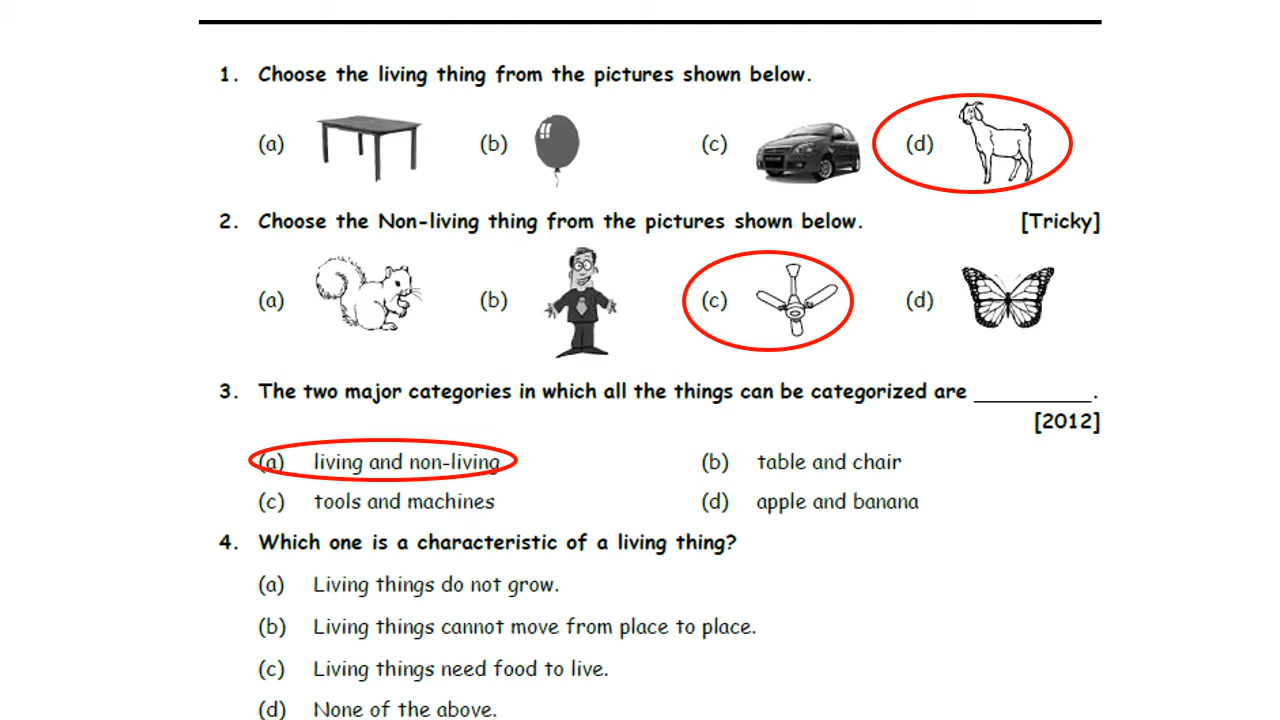 1. Choose the living thing from the pictures shown below.
(a) (b) (c) (d)
2. Choose the Non-living thing from the pictures shown below. [Tricky]
(a) (b) (c) (d)
3. The two major categories in which all the things can be categorized are _________.
[2012]
(a) living and non-living (b) table and chair
(c) tools and machines (d) apple and banana
4. Which one is a characteristic of a living thing?
(a) Living things do not grow.
(b) Living things cannot move from place to place.
(c) Living things need food to live.
(d) None of the above.